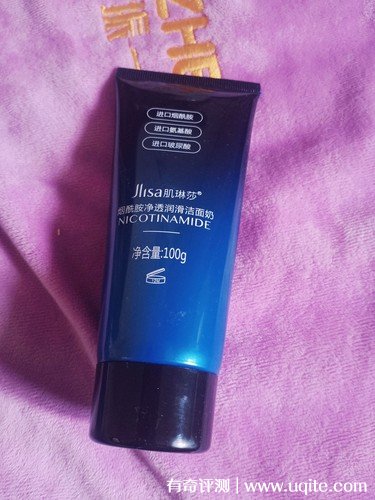 ZHE
进口烟酰胺
进口氨基酸
进口玻尿酸
Jlisa肌琳莎®
烟酰胺净透润滑洁面奶
NICOTINAMIDE
净含量:100g
12M
有奇评测 | www.uqite.com